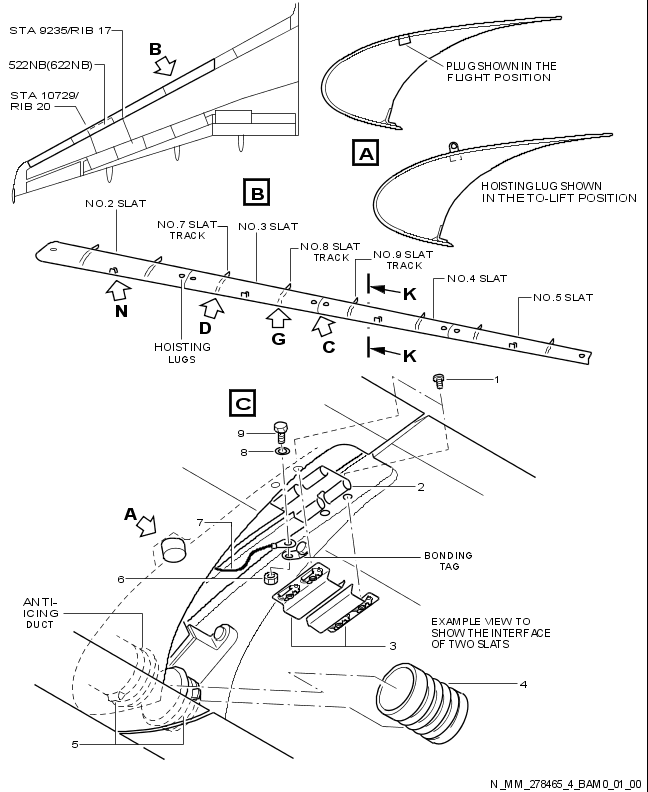 STA 9235/RIB 17
B
522NB(622NB)
STA 10729/
RIB 20
PLUG SHOWN IN THE
FLIGHT POSITION
A
HOISTING LUG SHOWN
IN THE TO-LIFT POSITION
B
NO.2 SLAT
NO.7 SLAT
TRACK
NO.3 SLAT
NO.8 SLAT
TRACK
NO.9 SLAT
TRACK
K
NO.4 SLAT
NO.5 SLAT
N
D
G
C
K
HOISTING
LUGS
C
1
9
8
2
A
7
6
BONDING
TAG
ANTI-
ICING
DUCT
EXAMPLE VIEW TO
SHOW THE INTERFACE
OF TWO SLATS
3
4
5
N_MM_278465_4_BAM0_01_00